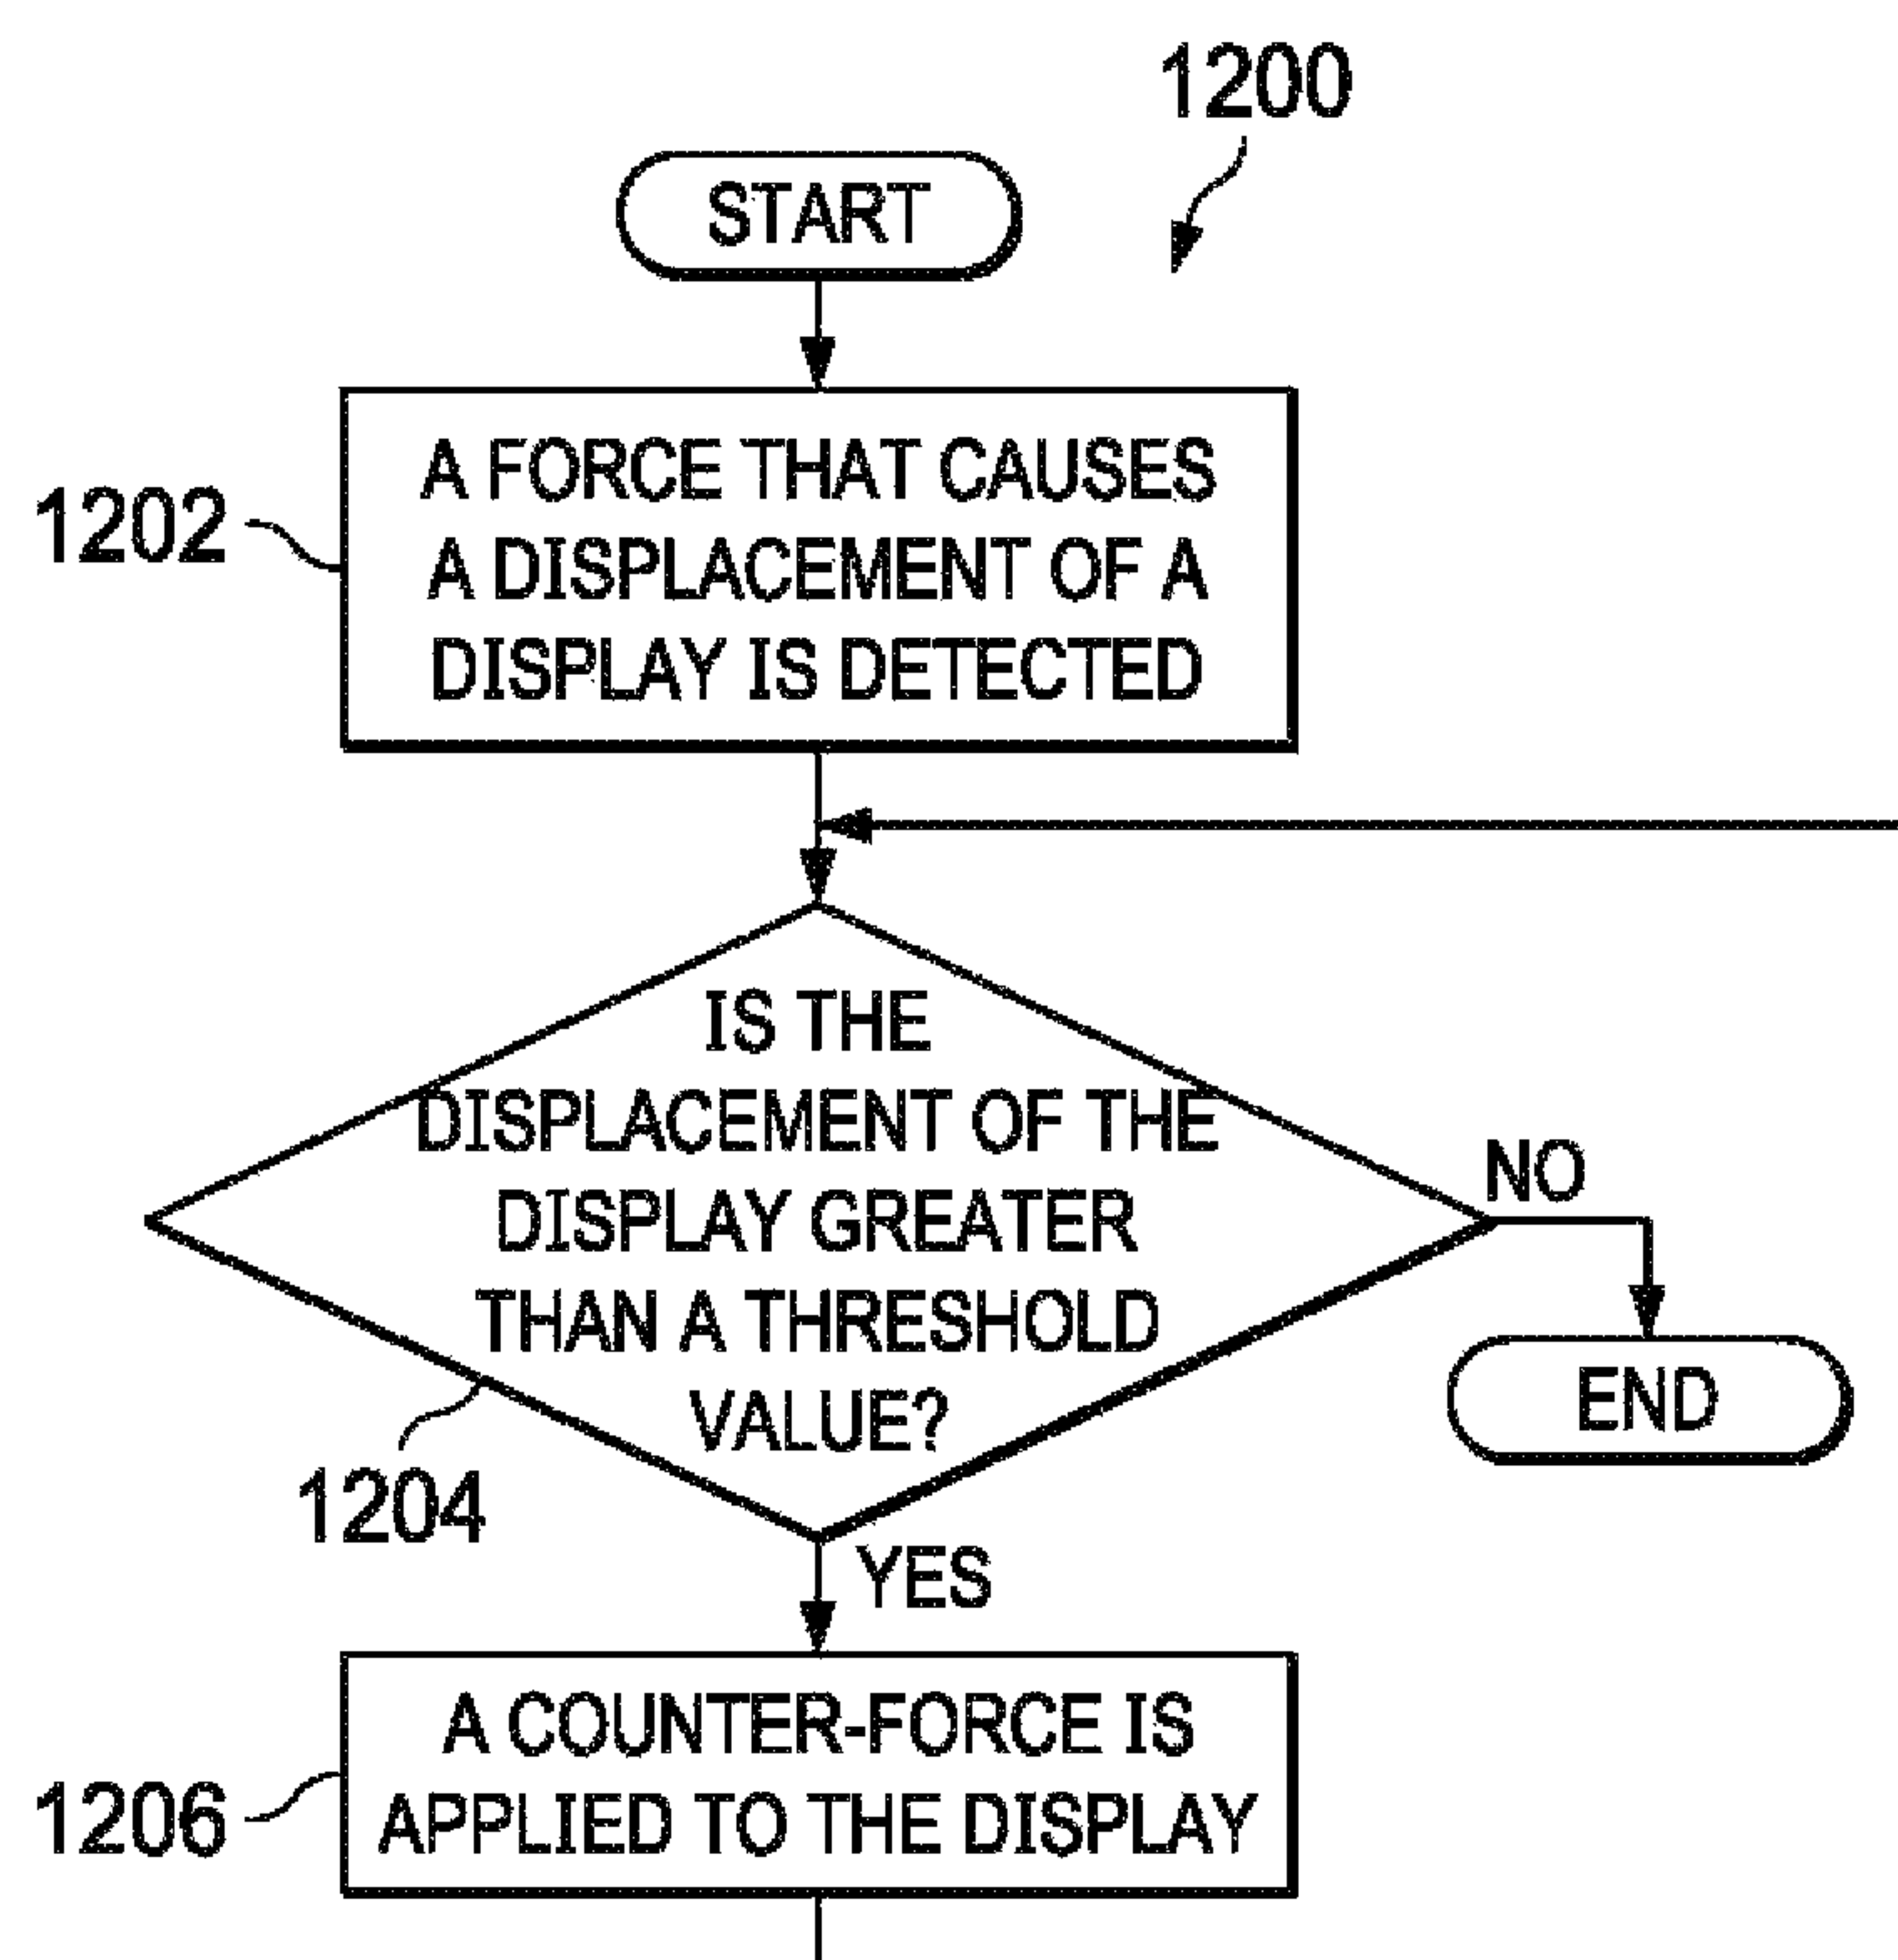 1200
START
1202
A FORCE THAT CAUSES
A DISPLACEMENT OF A
DISPLAY IS DETECTED
IS THE
DISPLACEMENT OF THE
DISPLAY GREATER
THAN A THRESHOLD
VALUE?
NO
END
1204
YES
1206
A COUNTER-FORCE IS
APPLIED TO THE DISPLAY